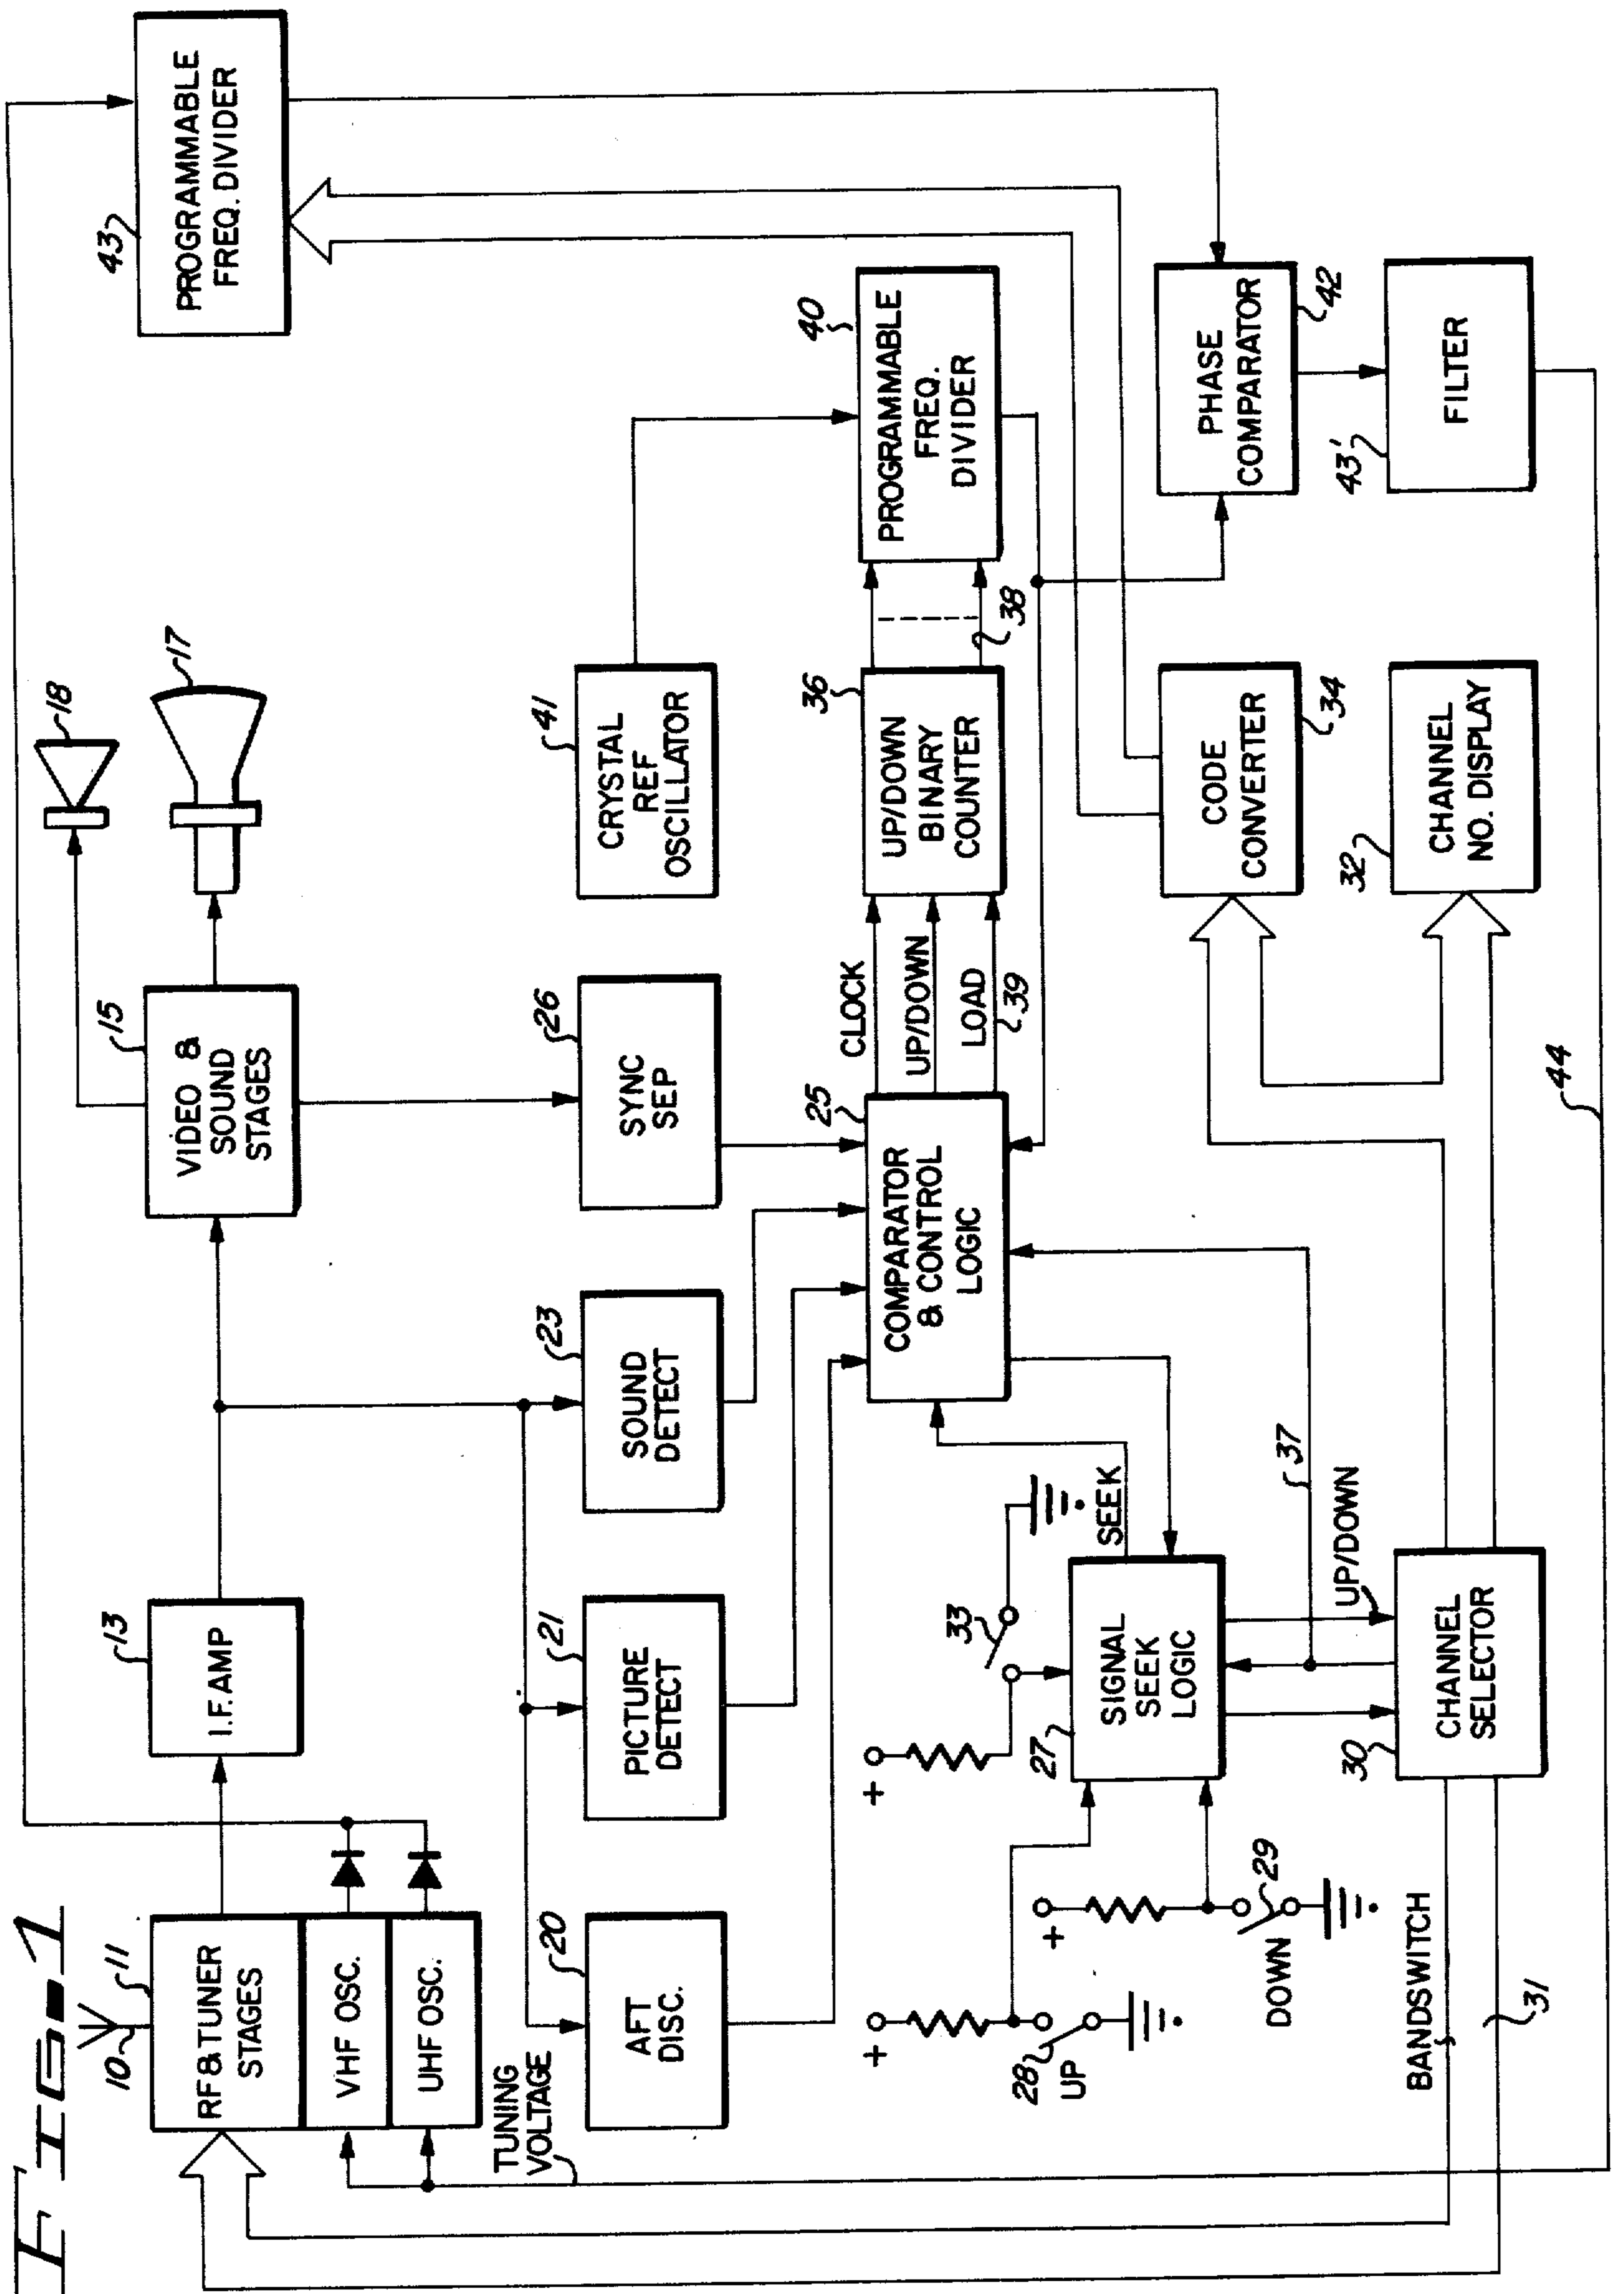 Fig-1
10
11
RF & TUNER
STAGES
VHF OSC.
UHF OSC.
TUNING
VOLTAGE
13
I.F. AMP
15
VIDEO &
SOUND
STAGES
18
17
43
PROGRAMMABLE
FREQ. DIVIDER
20
AFT
DISC.
21
PICTURE
DETECT
23
SOUND
DETECT
26
SYNC
SEP
41
CRYSTAL
REF
OSCILLATOR
+
28
UP
+
DOWN
29
+
33
27
SIGNAL
SEEK
LOGIC
SEEK
25
COMPARATOR
& CONTROL
LOGIC
CLOCK
UP/DOWN
LOAD
39
36
UP/DOWN
BINARY
COUNTER
38
40
PROGRAMMABLE
FREQ.
DIVIDER
37
UP/DOWN
BANDSWITCH
31
30
CHANNEL
SELECTOR
CODE
CONVERTER
34
32
CHANNEL
NO. DISPLAY
PHASE
COMPARATOR
42
43'
FILTER
44